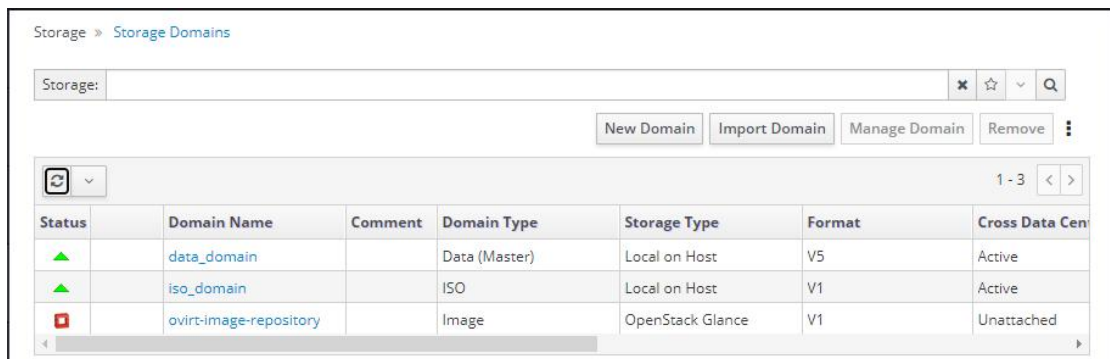 Storage » Storage Domains
Storage:
New Domain Import Domain Manage Domain Remove
1 - 3 < >
Status Domain Name Comment Domain Type Storage Type Format Cross Data Cen
data_domain Data (Master) Local on Host V5 Active
iso_domain ISO Local on Host V1 Active
ovirt-image-repository Image OpenStack Glance V1 Unattached